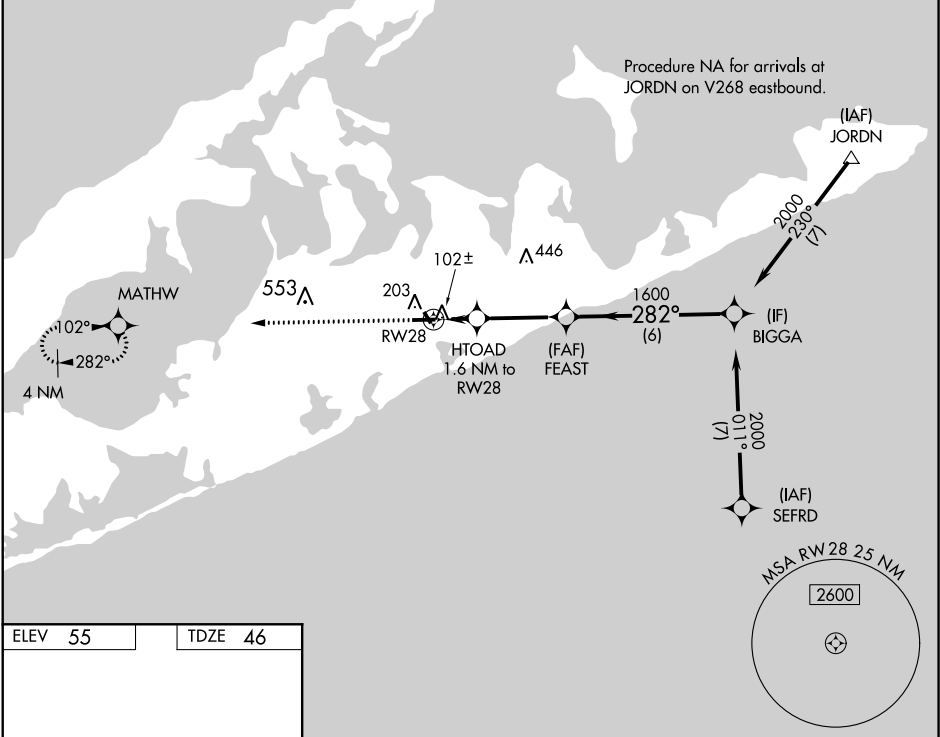 Procedure NA for arrivals at
JORDN on V268 eastbound.
(IAF)
JORDN
2000
230°
(7)
446
102±
553
203
MATHW
102°
282°
4 NM
RW28
HTOAD
1.6 NM to
RW28
(FAF)
FEAST
1600
282°
(6)
(IF)
BIGGA
2000
011°
(7)
(IAF)
SEFRD
MSA RW28 25 NM
2600
ELEV 55
TDZE 46